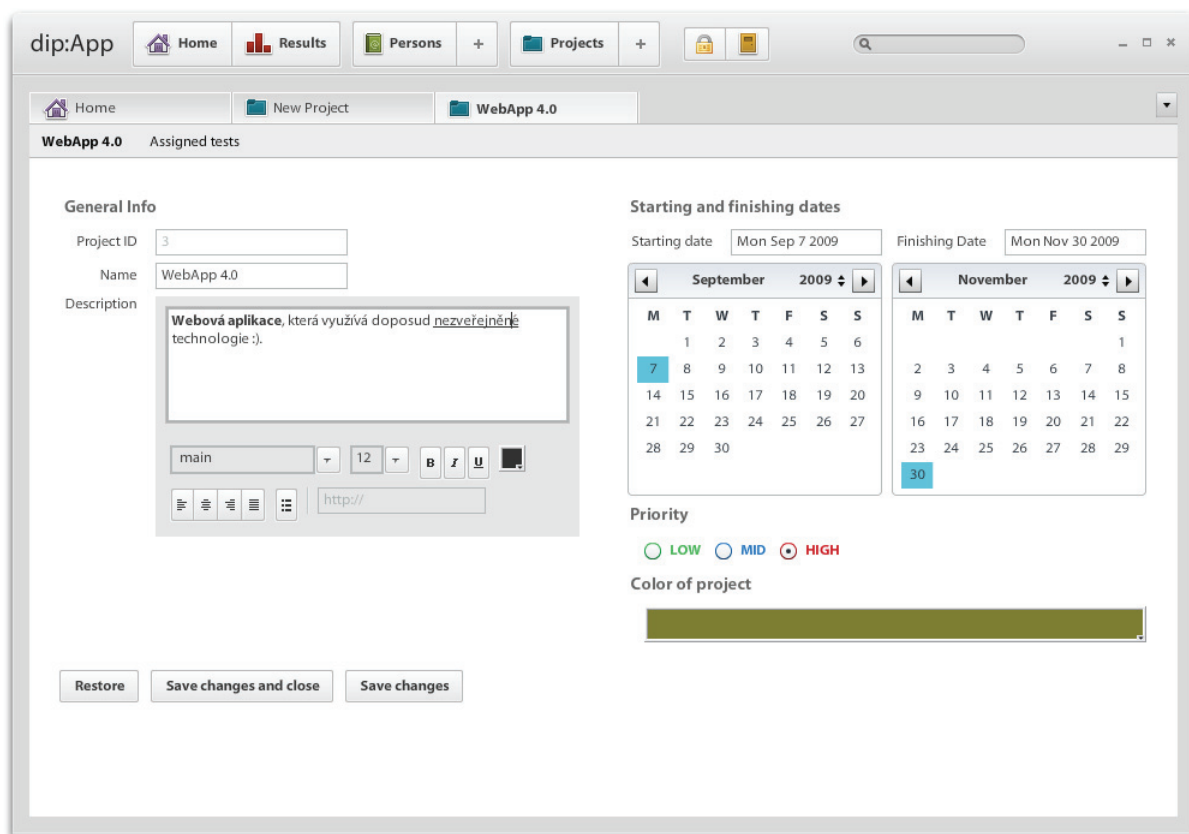 dip:App Home Results Persons + Projects +
Home New Project WebApp 4.0
WebApp 4.0 Assigned tests
General Info
Project ID 3
Name WebApp 4.0
Description
Webová aplikace, která využívá doposud nezveřejněné
technologie :).
main 12 B I U
http://
Starting and finishing dates
Starting date Mon Sep 7 2009 Finishing Date Mon Nov 30 2009
September 2009
M T W T F S S
1 2 3 4 5 6
7 8 9 10 11 12 13
14 15 16 17 18 19 20
21 22 23 24 25 26 27
28 29 30
November 2009
M T W T F S S
1
2 3 4 5 6 7 8
9 10 11 12 13 14 15
16 17 18 19 20 21 22
23 24 25 26 27 28 29
30
Priority
LOW MID HIGH
Color of project
Restore Save changes and close Save changes